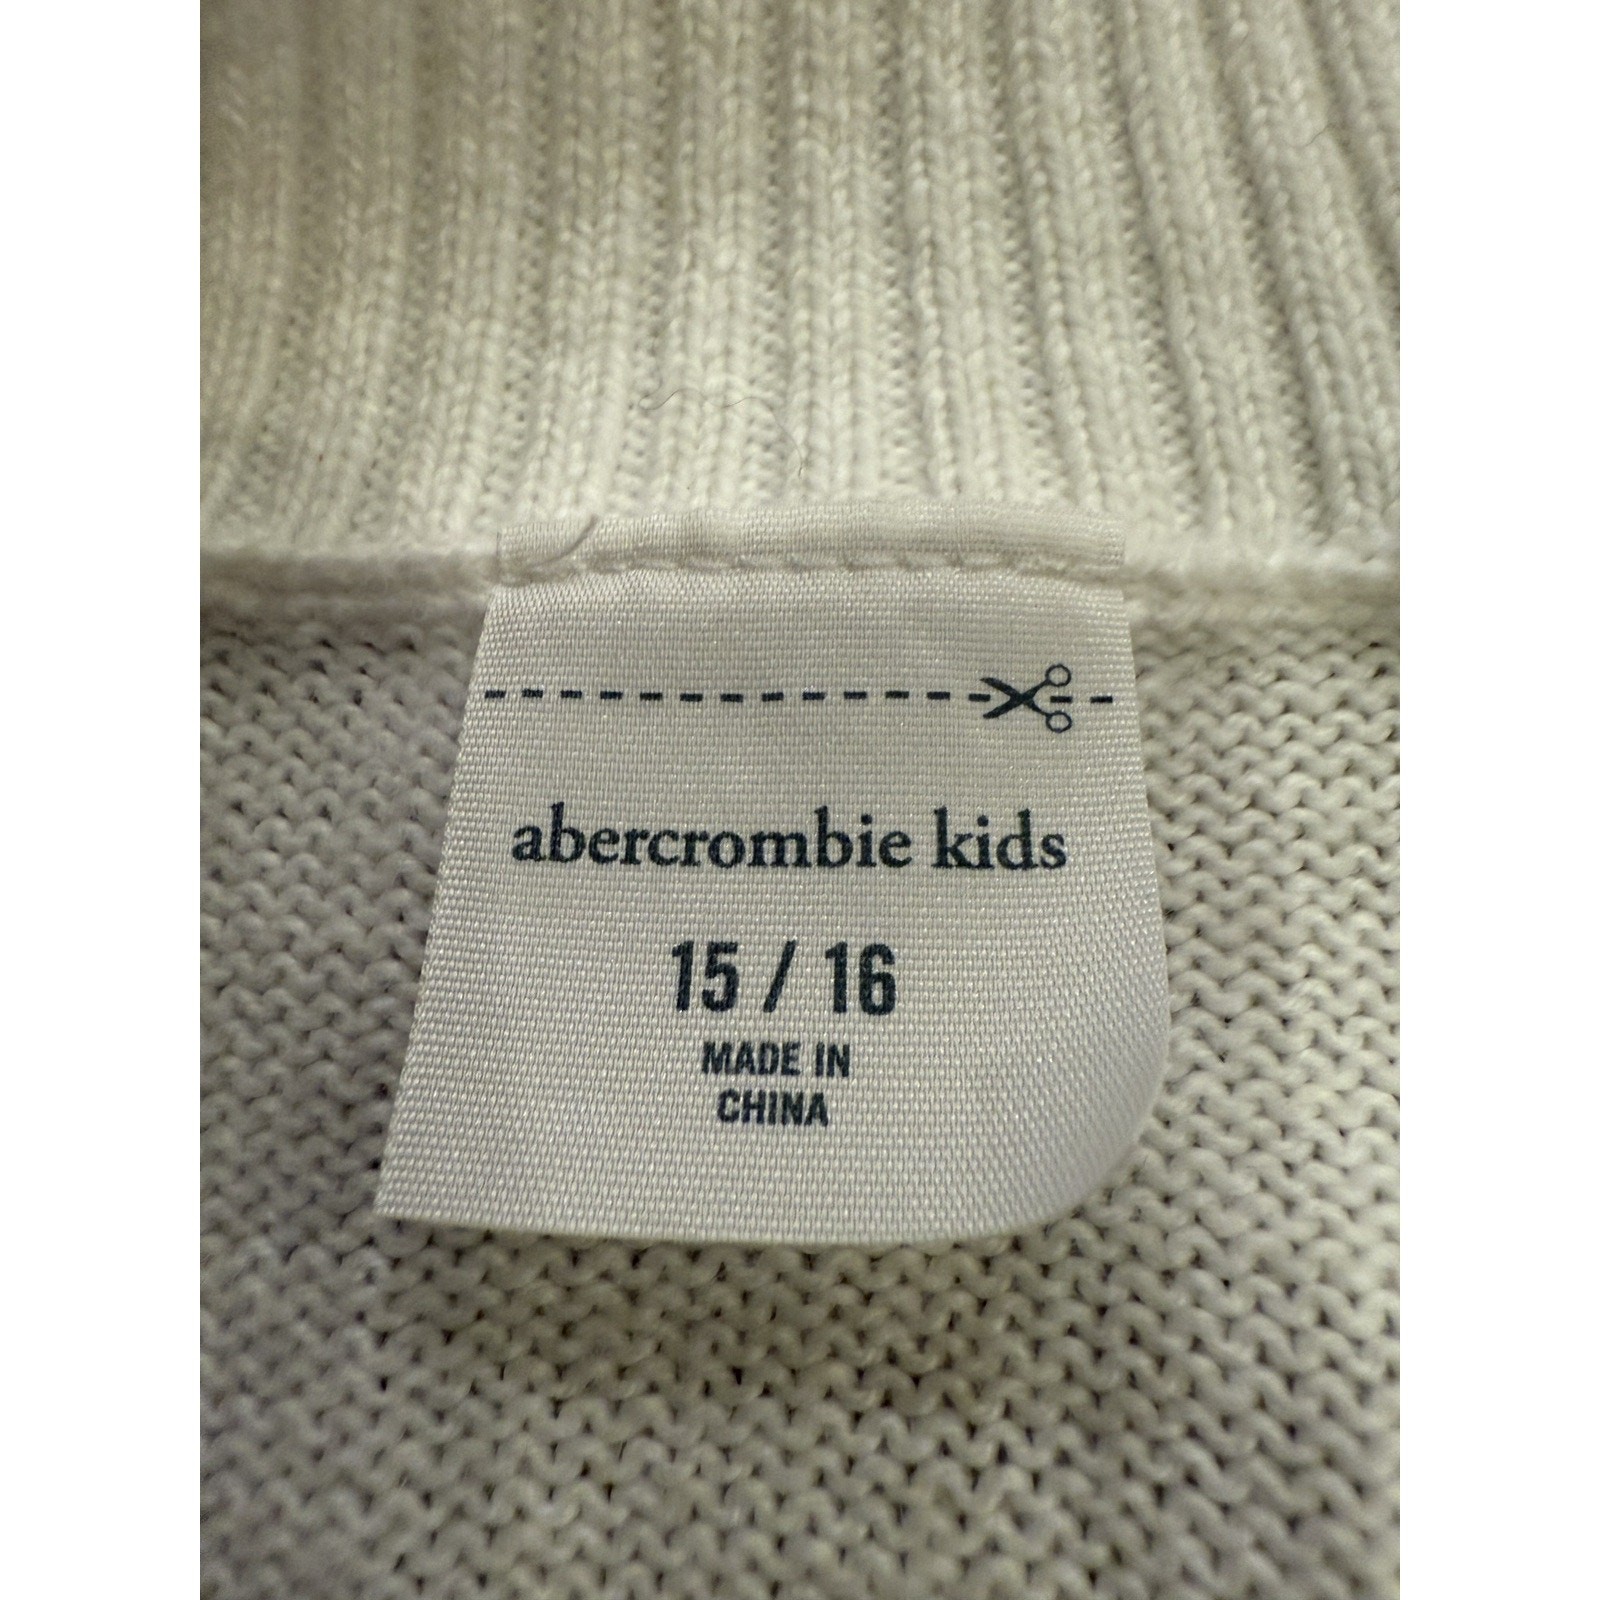 abercrombie kids
15 / 16
MADE IN
CHINA